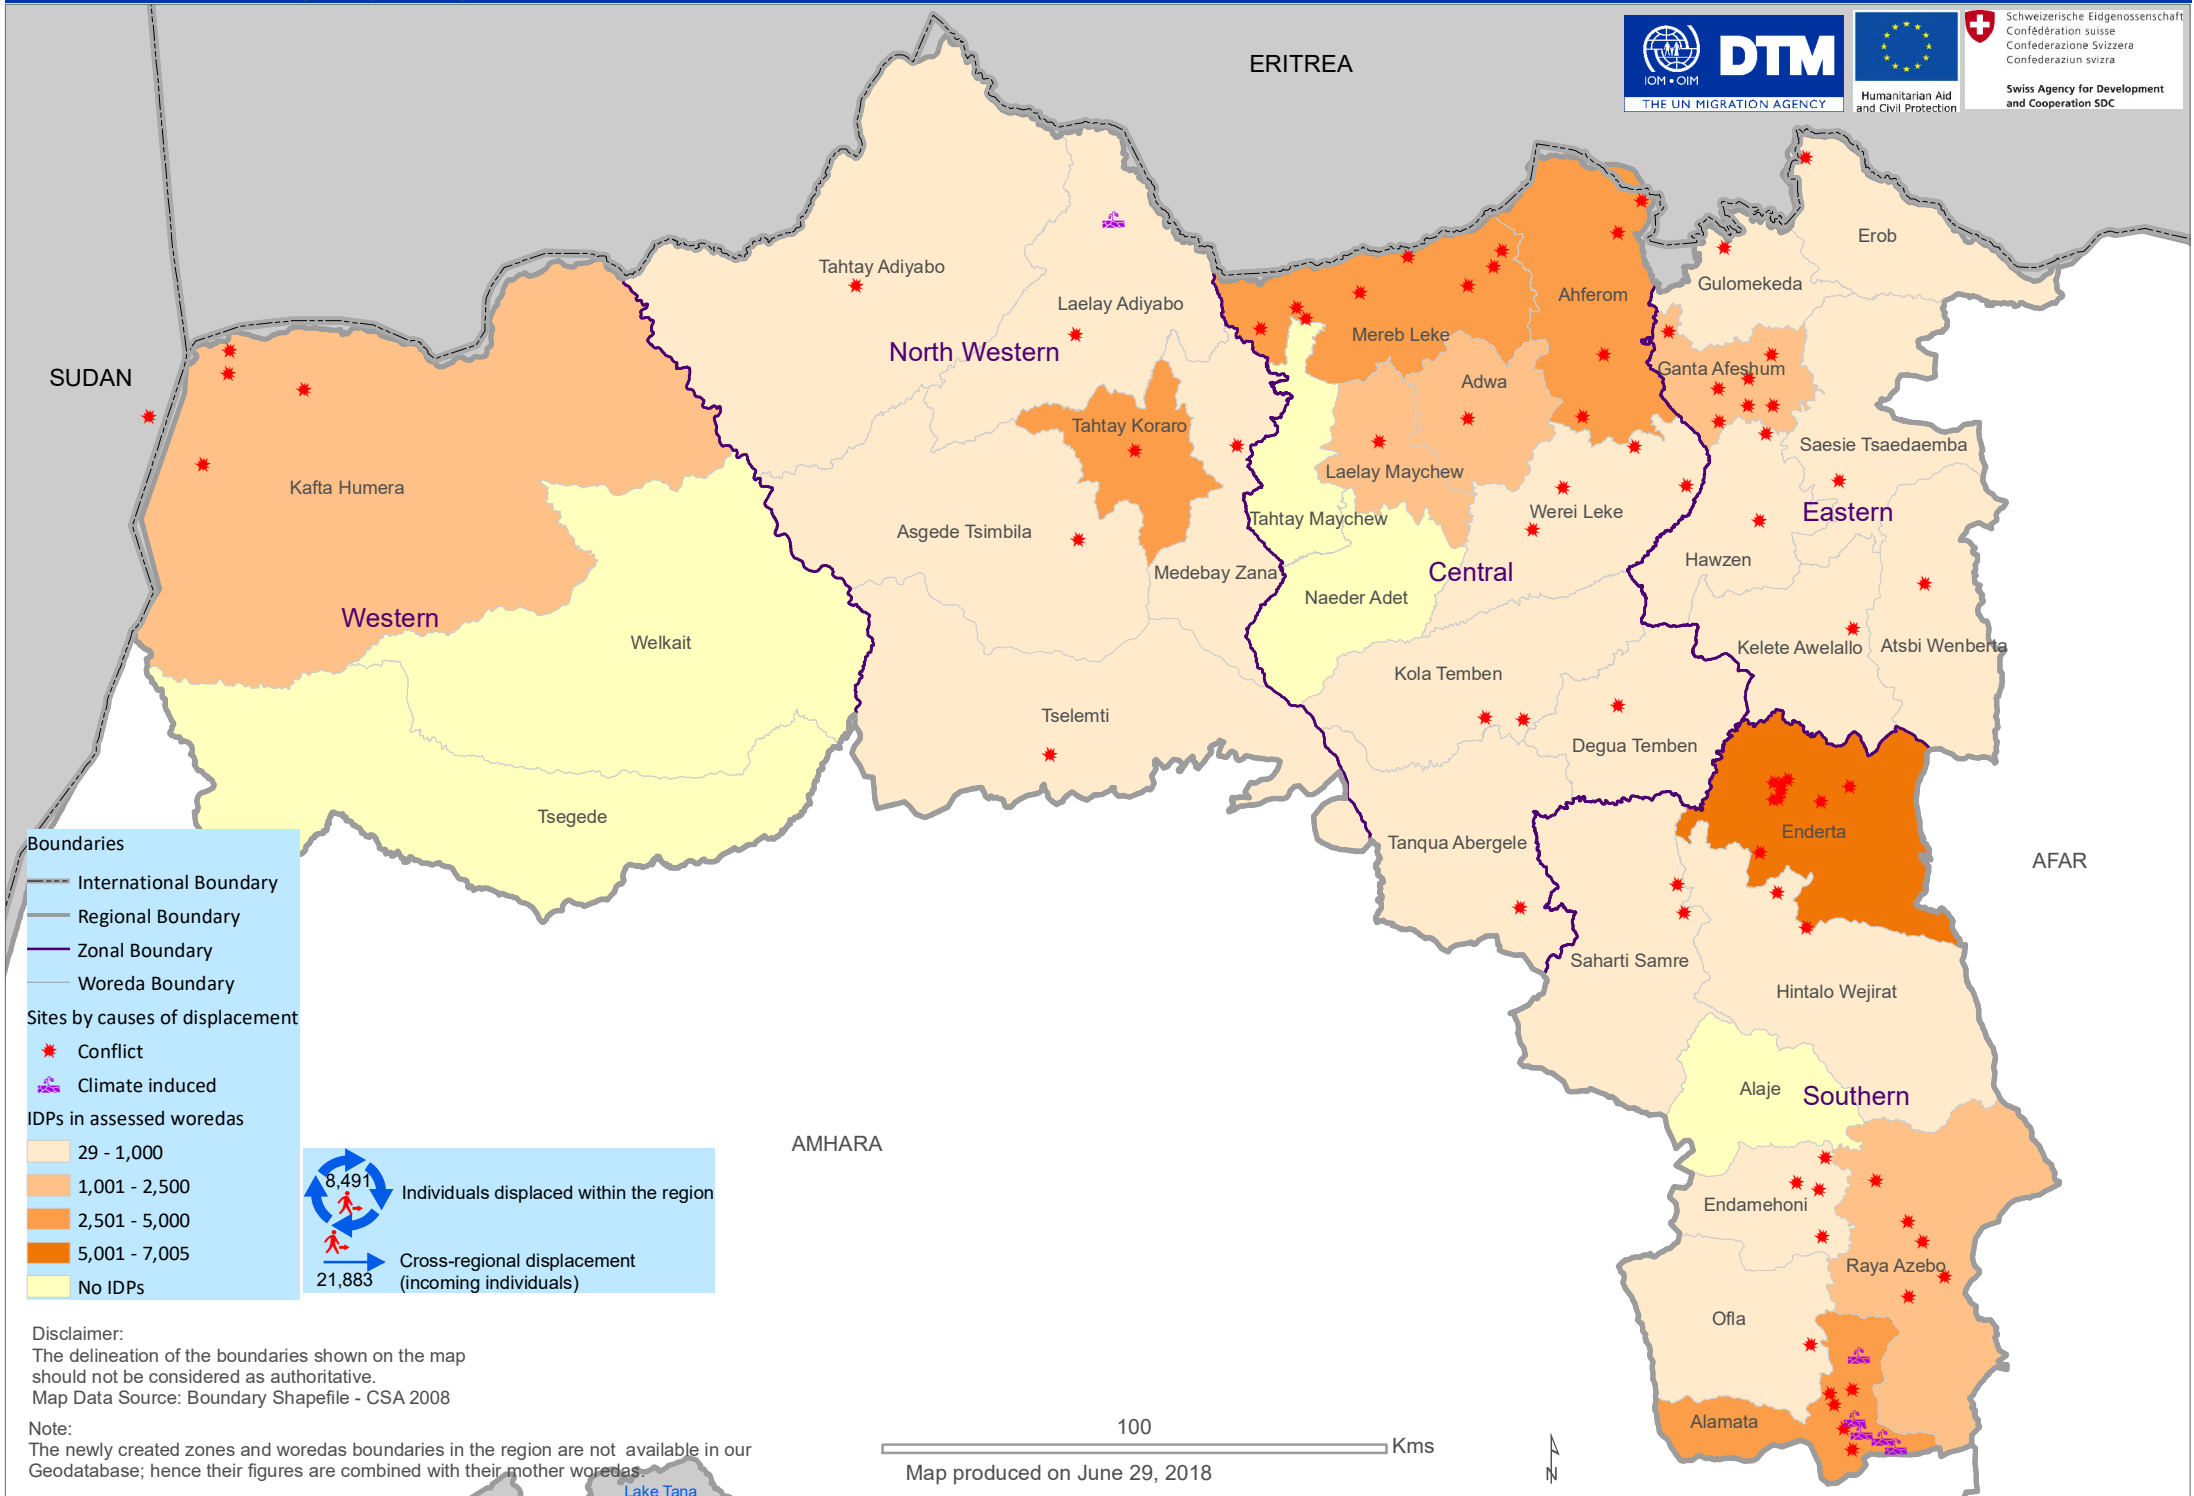 ERITREA
IOM • OIM
DTM
THE UN MIGRATION AGENCY
Humanitarian Aid
and Civil Protection
Schweizerische Eidgenossenschaft
Confédération suisse
Confederazione Svizzera
Confederaziun svizra
Swiss Agency for Development
and Cooperation SDC
Erob
Tahtay Adiyabo
Laelay Adiyabo
Gulomekeda
Ahferom
Mereb Leke
North Western
SUDAN
Ganta Afeshum
Adwa
Tahtay Koraro
Saesie Tsaedaemba
Laelay Maychew
Kafta Humera
Werei Leke
Eastern
Tahtay Maychew
Asgede Tsimbila
Hawzen
Medebay Zana
Central
Naeder Adet
Western
Welkait
Kelete Awelallo
Atsbi Wenberta
Kola Temben
Tselemti
Degua Temben
Tsegede
Enderta
Tanqua Abergele
AFAR
Saharti Samre
Hintalo Wejirat
Alaje
Southern
AMHARA
Endamehoni
Raya Azebo
Ofla
Alamata
Boundaries
International Boundary
Regional Boundary
Zonal Boundary
Woreda Boundary
Sites by causes of displacement
Conflict
Climate induced
IDPs in assessed woredas
29 - 1,000
1,001 - 2,500
2,501 - 5,000
5,001 - 7,005
No IDPs
8,491
Individuals displaced within the region
21,883
Cross-regional displacement
(incoming individuals)
Disclaimer:
The delineation of the boundaries shown on the map
should not be considered as authoritative.
Map Data Source: Boundary Shapefile - CSA 2008
Note:
The newly created zones and woredas boundaries in the region are not available in our
Geodatabase; hence their figures are combined with their mother woredas.
Lake Tana
100
Kms
Map produced on June 29, 2018
N